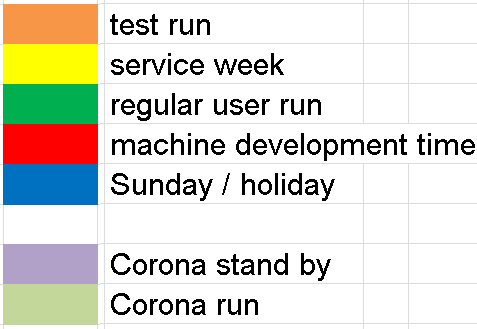 test run
service week
regular user run
machine development time
Sunday / holiday
Corona stand by
Corona run